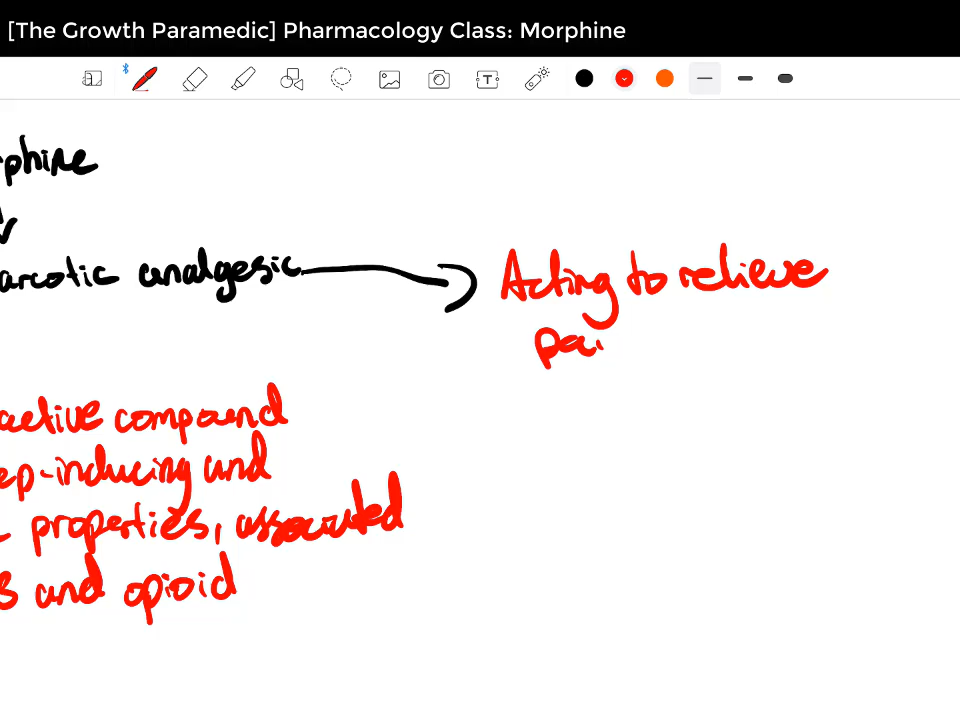 [The Growth Paramedic] Pharmacology Class: Morphine
T
phine
arcotic analgesic
Acting to relieve
pai
active compound
ep-inducing and
properties, associated
and opioid